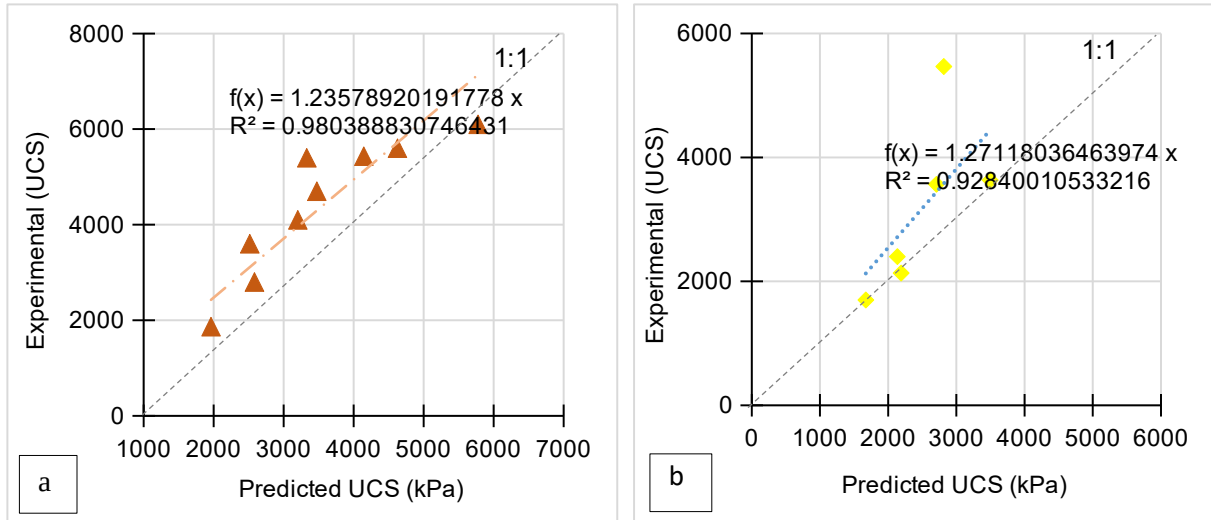 8000
6000
4000
2000
0
Experimental (UCS)
1:1
f(x) = 1.23578920191778 x
R² = 0.980388830746431
1000 2000 3000 4000 5000 6000 7000
Predicted UCS (kPa)
a
6000
4000
2000
0
Experimental (UCS)
1:1
f(x) = 1.27118036463974 x
R² = 0.92840010533216
0 1000 2000 3000 4000 5000 6000
Predicted UCS (kPa)
b